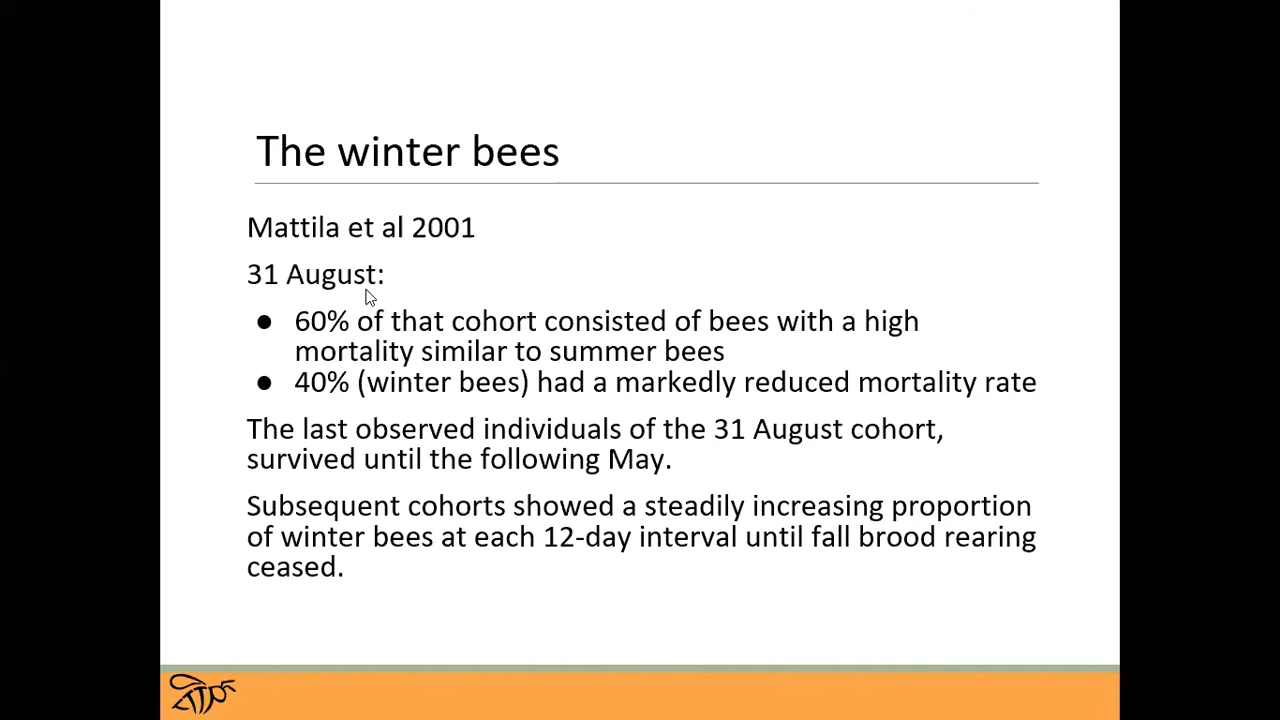 The winter bees
Mattila et al 2001
31 August:
● 60% of that cohort consisted of bees with a high
mortality similar to summer bees
● 40% (winter bees) had a markedly reduced mortality rate
The last observed individuals of the 31 August cohort,
survived until the following May.
Subsequent cohorts showed a steadily increasing proportion
of winter bees at each 12-day interval until fall brood rearing
ceased.